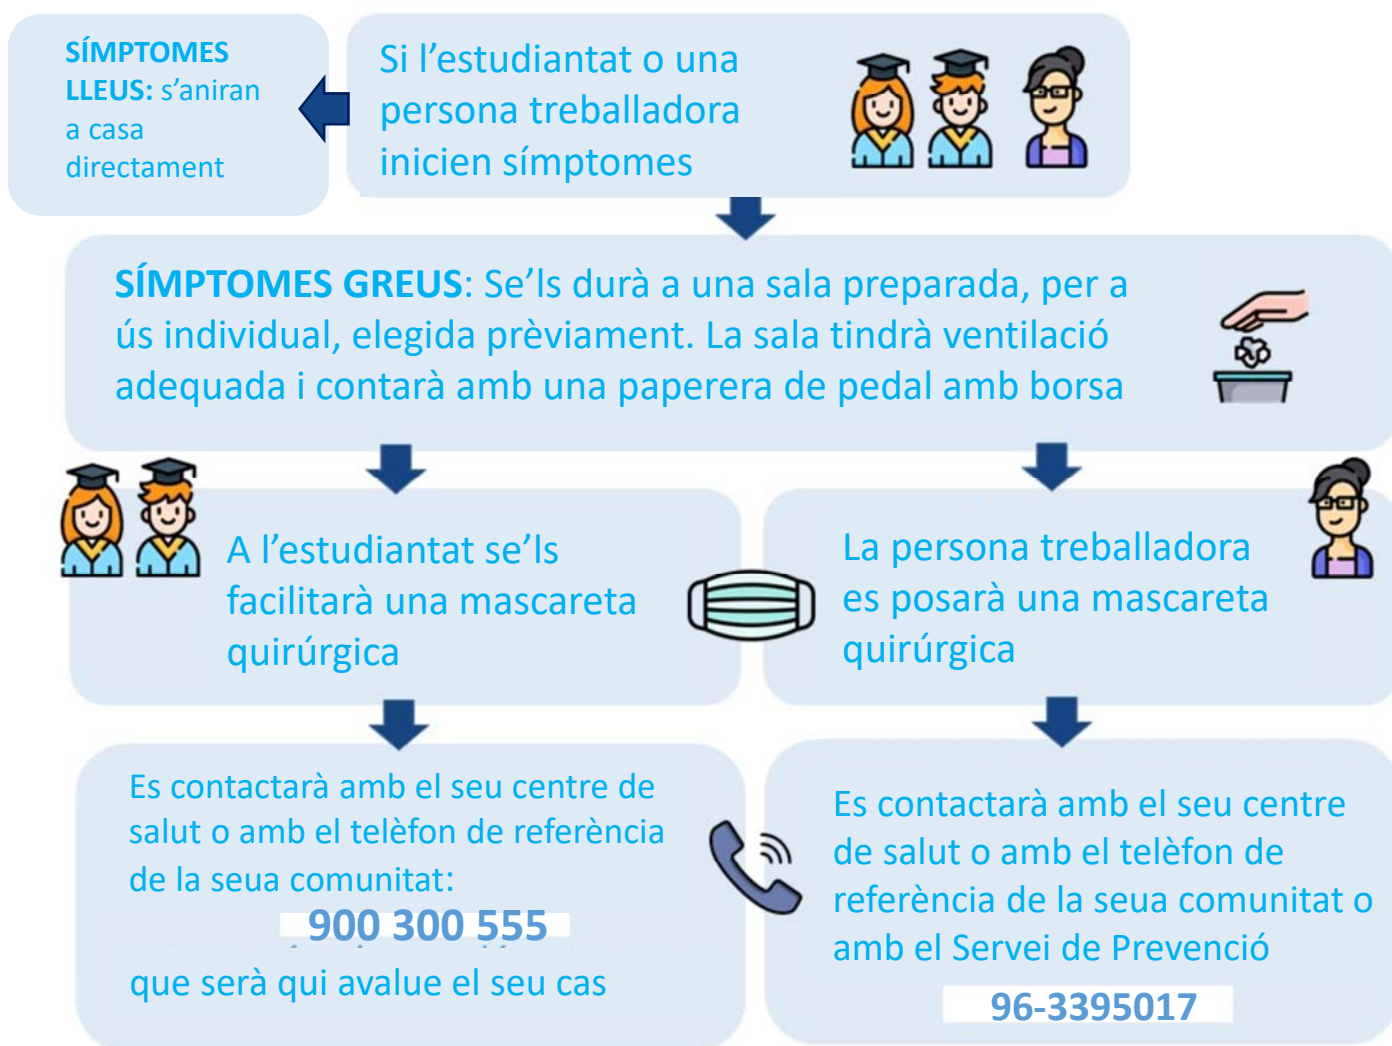 SÍMPTOMES
LLEUS: s’aniran
a casa
directament
Si l’estudiantat o una
persona treballadora
inicien símptomes
SÍMPTOMES GREUS: Se’ls durà a una sala preparada, per a
ús individual, elegida prèviament. La sala tindrà ventilació
adequada i contarà amb una paperera de pedal amb borsa
A l’estudiantat se’ls
facilitarà una mascareta
quirúrgica
La persona treballadora
es posarà una mascareta
quirúrgica
Es contactarà amb el seu centre de
salut o amb el telèfon de referència
de la seua comunitat:
900 300 555
que serà qui avalue el seu cas
Es contactarà amb el seu centre
de salut o amb el telèfon de
referència de la seua comunitat o
amb el Servei de Prevenció
96-3395017